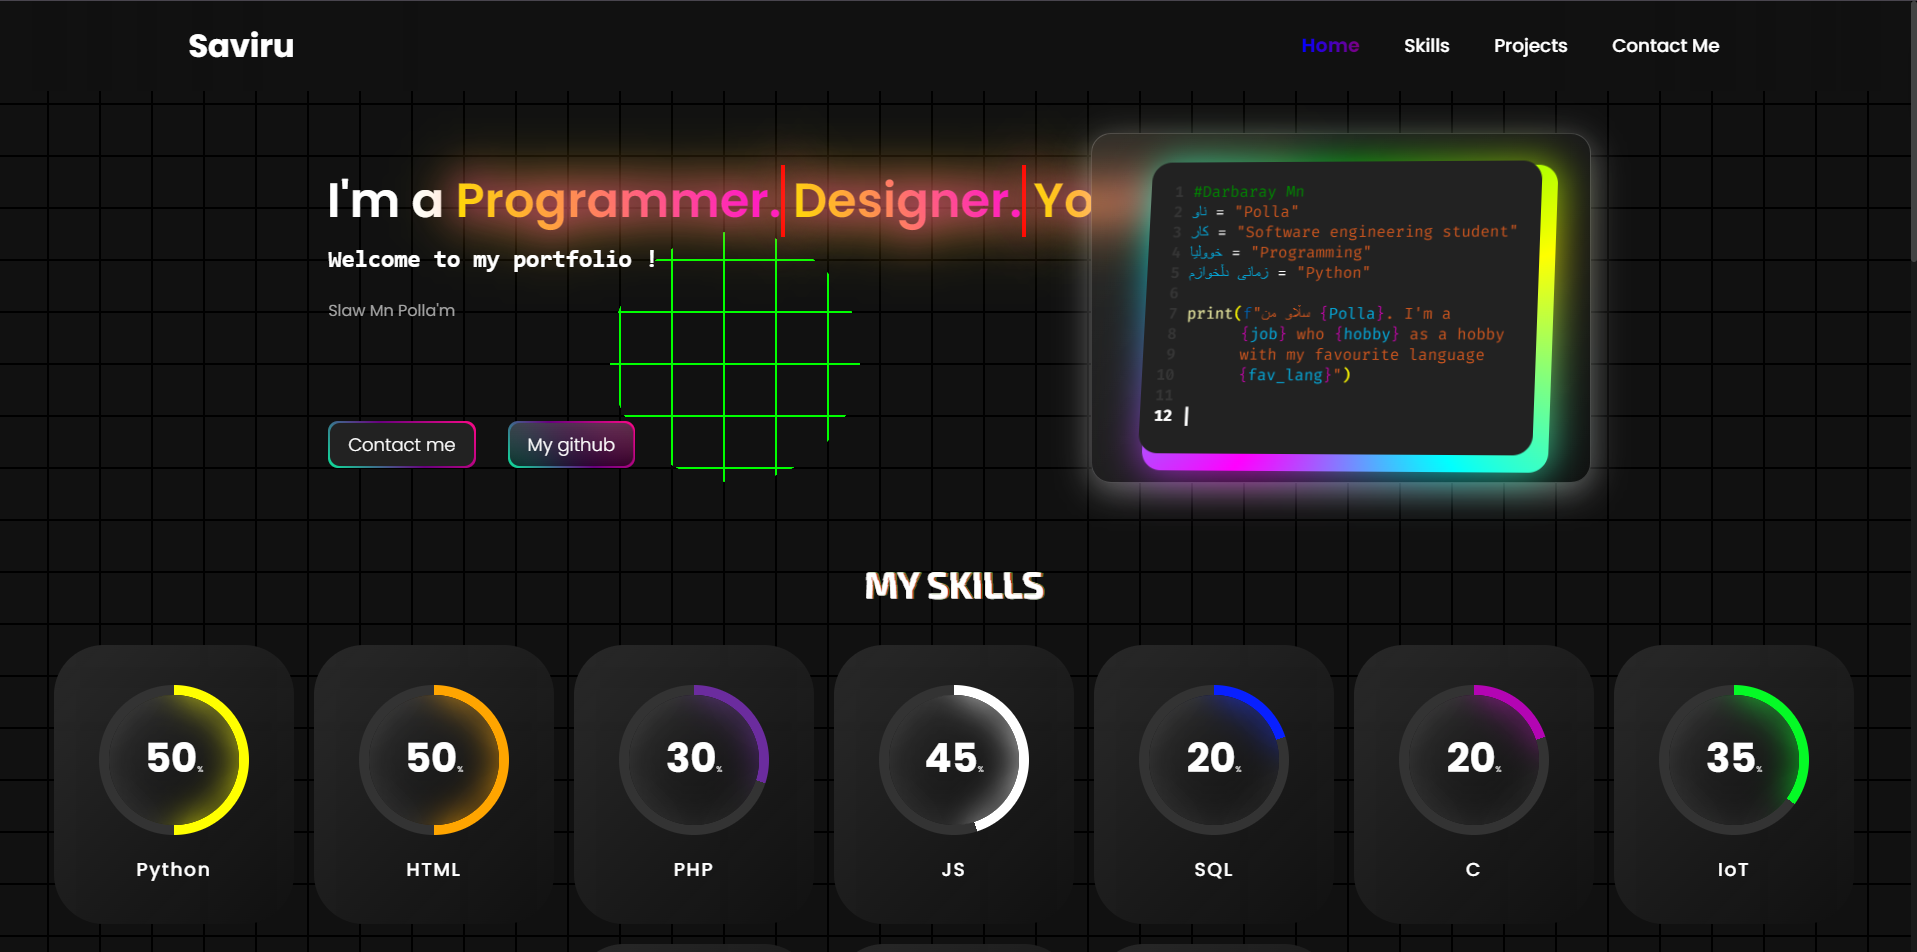 Saviru
Home Skills Projects Contact Me
I'm a Programmer. Designer. Yo
Welcome to my portfolio !
Slaw Mn Polla'm
Contact me
My github
1 #Darbaray Mn
2 ناو = "Polla"
3 کار = "Software engineering student"
4 خوولیا = "Programming"
5 زمانی دڵخوازم = "Python"
6
7 print(f"سڵاو من {Polla}. I'm a
8 {job} who {hobby} as a hobby
9 with my favourite language
10 {fav_lang}")
11
12
MY SKILLS
50%
Python
50%
HTML
30%
PHP
45%
JS
20%
SQL
20%
C
35%
IoT